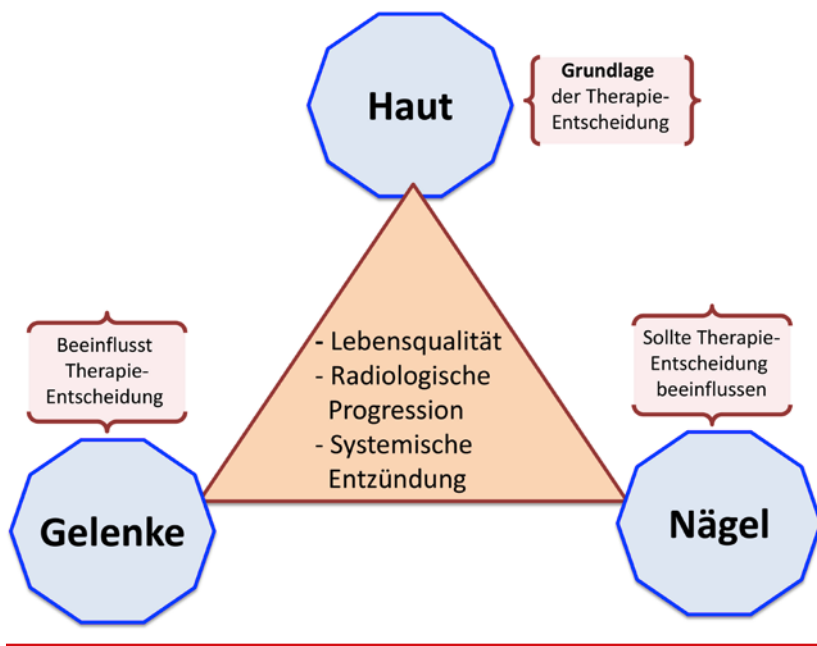 Haut
Grundlage
der Therapie-
Entscheidung
Beeinflusst
Therapie-
Entscheidung
- Lebensqualität
- Radiologische
Progression
- Systemische
Entzündung
Sollte Therapie-
Entscheidung
beeinflussen
Gelenke
Nägel